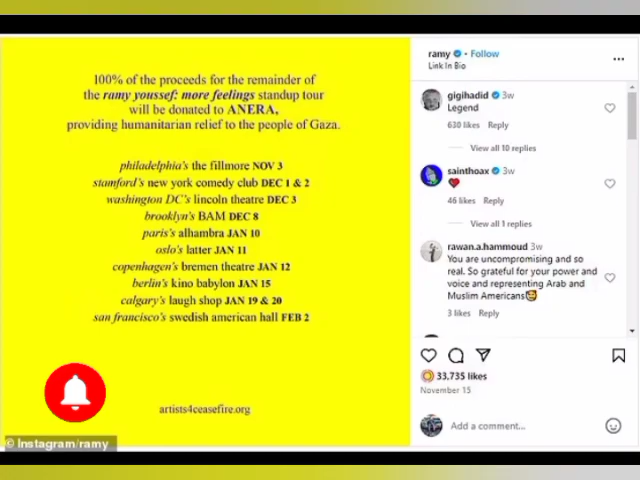 100% of the proceeds for the remainder of
the ramy youssef: more feelings standup tour
will be donated to ANERA,
providing humanitarian relief to the people of Gaza.
philadelphia's the fillmore NOV 3
stamford's new york comedy club DEC 1 & 2
washington DC's lincoln theatre DEC 3
brooklyn's BAM DEC 8
paris's alhambra JAN 10
oslo's latter JAN 11
copenhagen's bremen theatre JAN 12
berlin's kino babylon JAN 15
calgary's laugh shop JAN 19 & 20
san francisco's swedish american hall FEB 2
artists4ceasefire.org
© Instagram/ramy
ramy • Follow
Link In Bio
gigihadid 3w
Legend
630 likes Reply
View all 10 replies
sainthoax 3w
❤
46 likes Reply
View all 1 replies
rawan.a.hammoud 3w
You are uncompromising and so
real. So grateful for your power and
voice and representing Arab and
Muslim Americans🥰
3 likes Reply
33,735 likes
November 15
Add a comment...